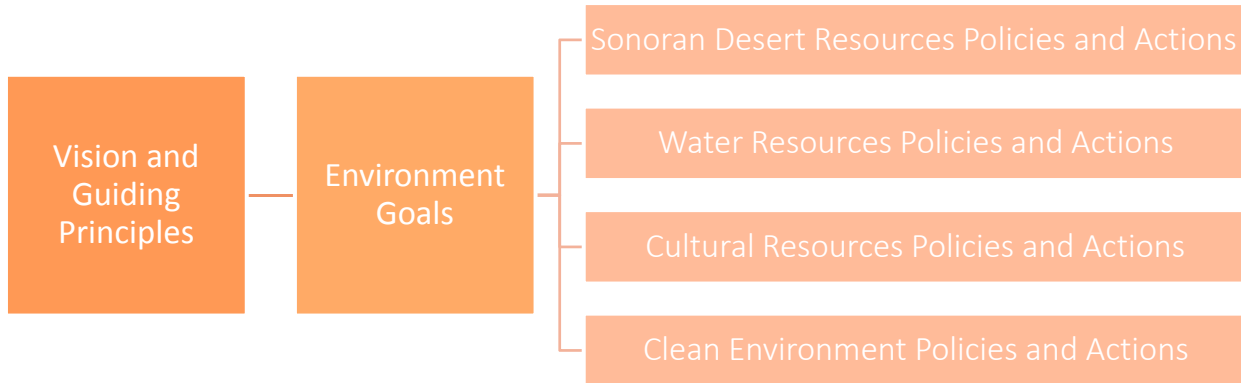 Vision and
Guiding
Principles
Environment
Goals
Sonoran Desert Resources Policies and Actions
Water Resources Policies and Actions
Cultural Resources Policies and Actions
Clean Environment Policies and Actions